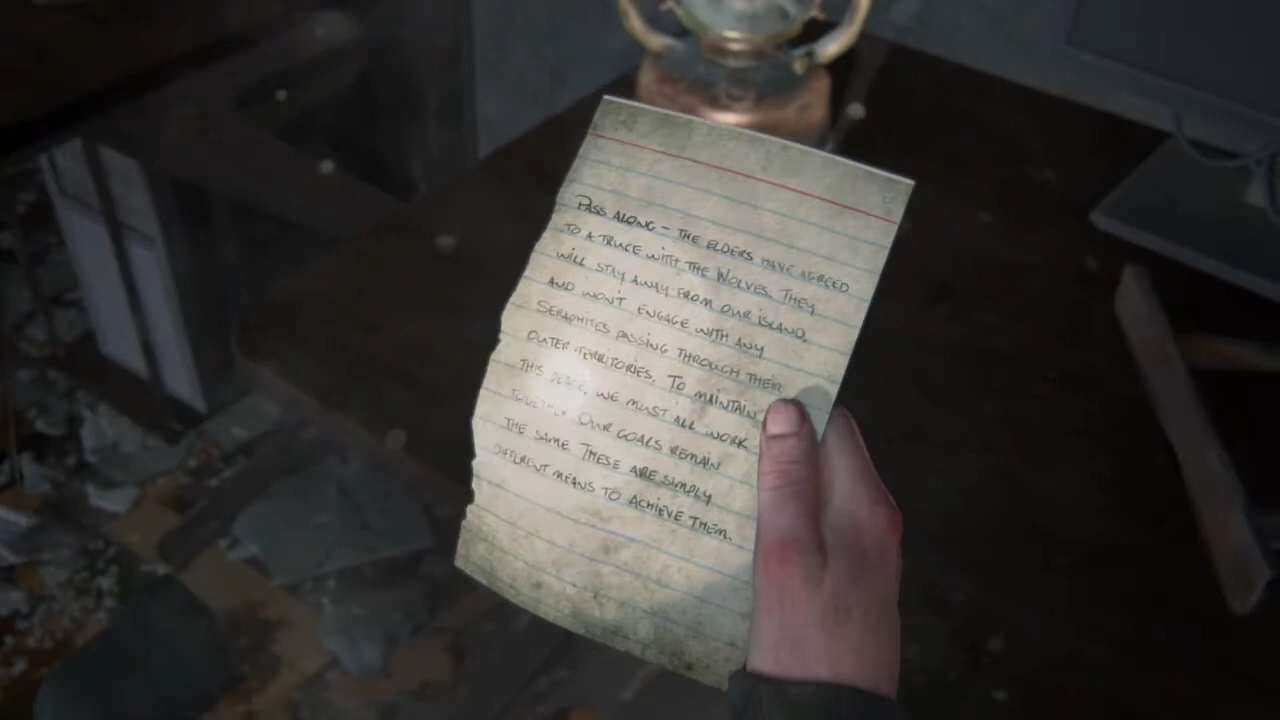 PASS ALONG - THE ELDERS HAVE AGREED
TO A TRUCE WITH THE WOLVES. THEY
WILL STAY AWAY FROM OUR ISLAND,
AND WON'T ENGAGE WITH ANY
SERAPHITES PASSING THROUGH THEIR
OUTER TERRITORIES. TO MAINTAIN
THIS PEACE, WE MUST ALL WORK
TOGETHER. OUR GOALS REMAIN
THE SAME. THESE ARE SIMPLY
DIFFERENT MEANS TO ACHIEVE THEM.